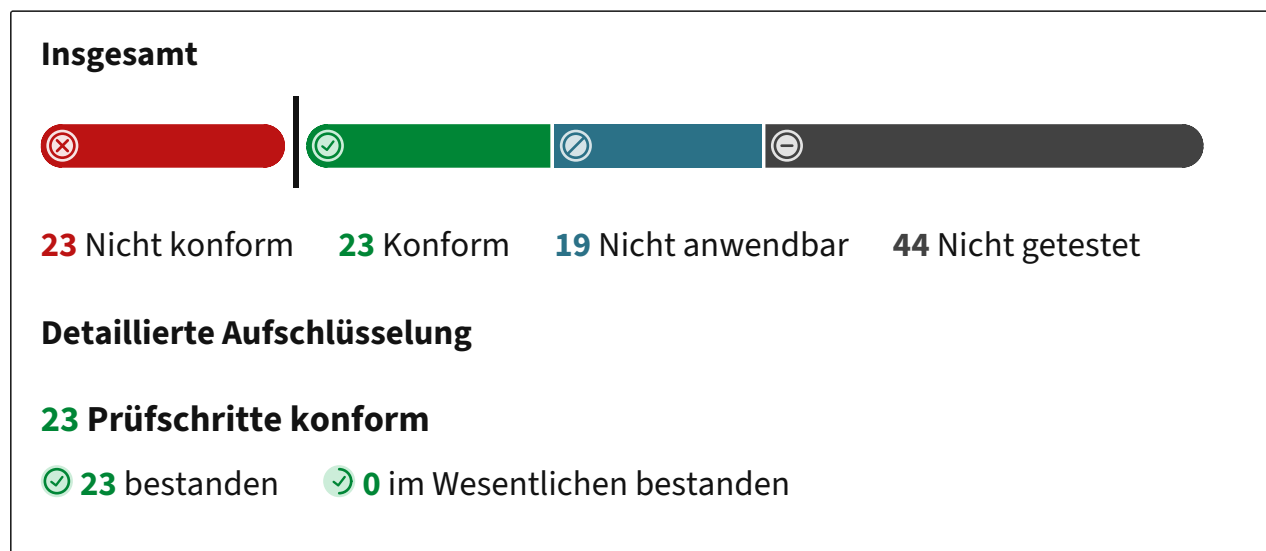 Insgesamt
23 Nicht konform 23 Konform 19 Nicht anwendbar 44 Nicht getestet
Detaillierte Aufschlüsselung
23 Prüfschritte konform
23 bestanden 0 im Wesentlichen bestanden